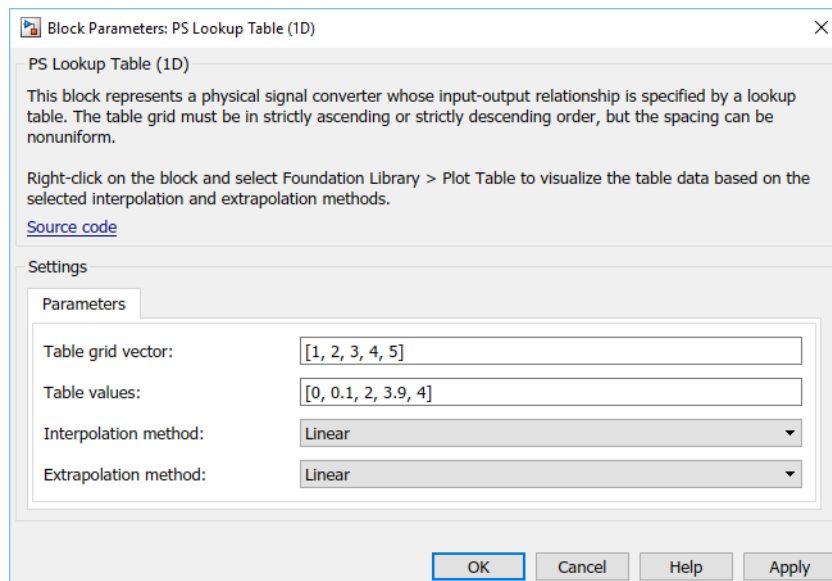 Block Parameters: PS Lookup Table (1D)
PS Lookup Table (1D)
This block represents a physical signal converter whose input-output relationship is specified by a lookup
table. The table grid must be in strictly ascending or strictly descending order, but the spacing can be
nonuniform.
Right-click on the block and select Foundation Library > Plot Table to visualize the table data based on the
selected interpolation and extrapolation methods.
Source code
Settings
Parameters
Table grid vector: [1, 2, 3, 4, 5]
Table values: [0, 0.1, 2, 3.9, 4]
Interpolation method: Linear
Extrapolation method: Linear
OK Cancel Help Apply